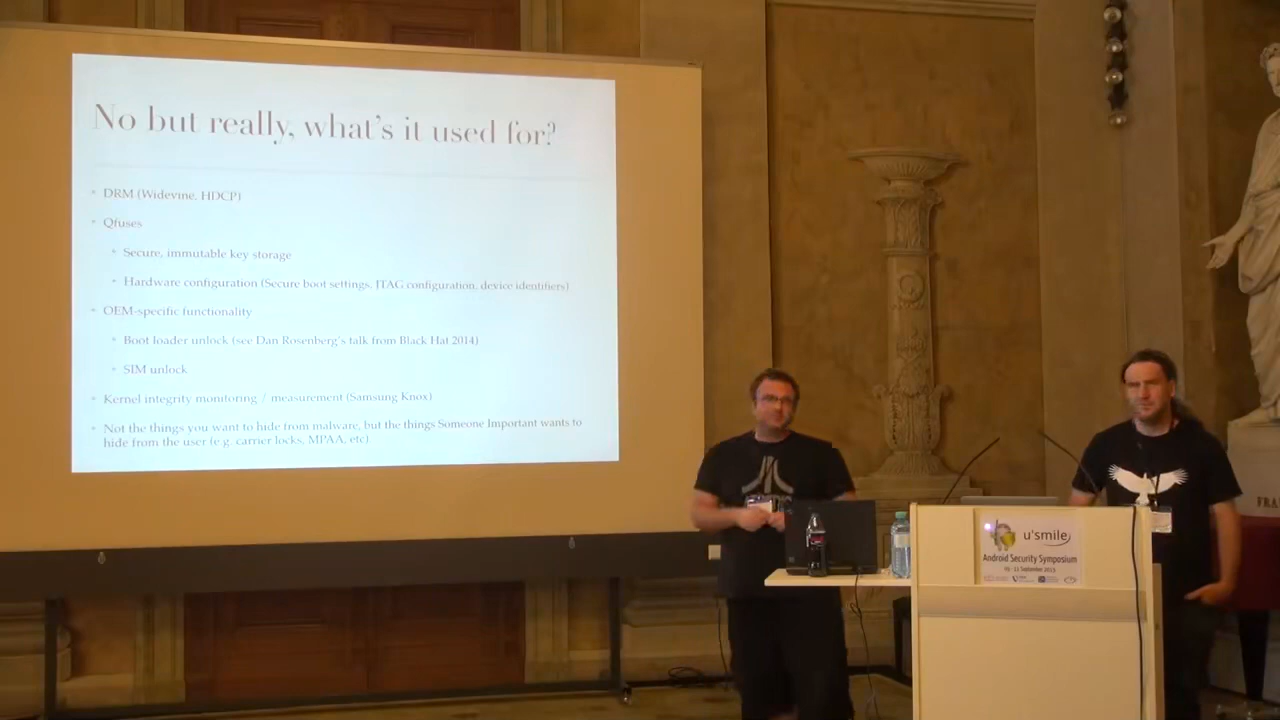 No but really, what's it used for?
DRM (Widevine, HDCP)
Qfuses
Secure, immutable key storage
Hardware configuration (Secure boot settings, JTAG configuration, device identifiers)
OEM-specific functionality
Boot loader unlock (see Dan Rosenberg's talk from Black Hat 2014)
SIM unlock
Kernel integrity monitoring / measurement (Samsung Knox)
Not the things you want to hide from malware, but the things Someone Important wants to
hide from the user (e.g. carrier locks, MPAA, etc)
u'smile
Android Security Symposium
September 2015
FRA